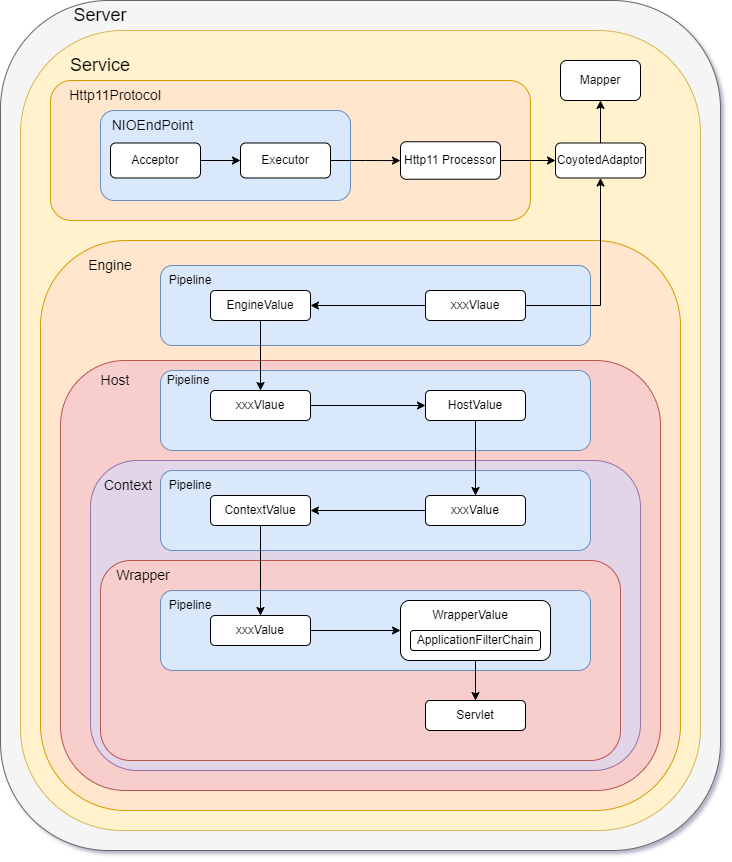 Server
Service
Mapper
Http11Protocol
NIOEndPoint
Acceptor
Executor
Http11 Processor
CoyotedAdaptor
Engine
Pipeline
EngineValue
xxxVlaue
Host
Pipeline
xxxVlaue
HostValue
Context
Pipeline
ContextValue
xxxValue
Wrapper
Pipeline
xxxValue
WrapperValue
ApplicationFilterChain
Servlet